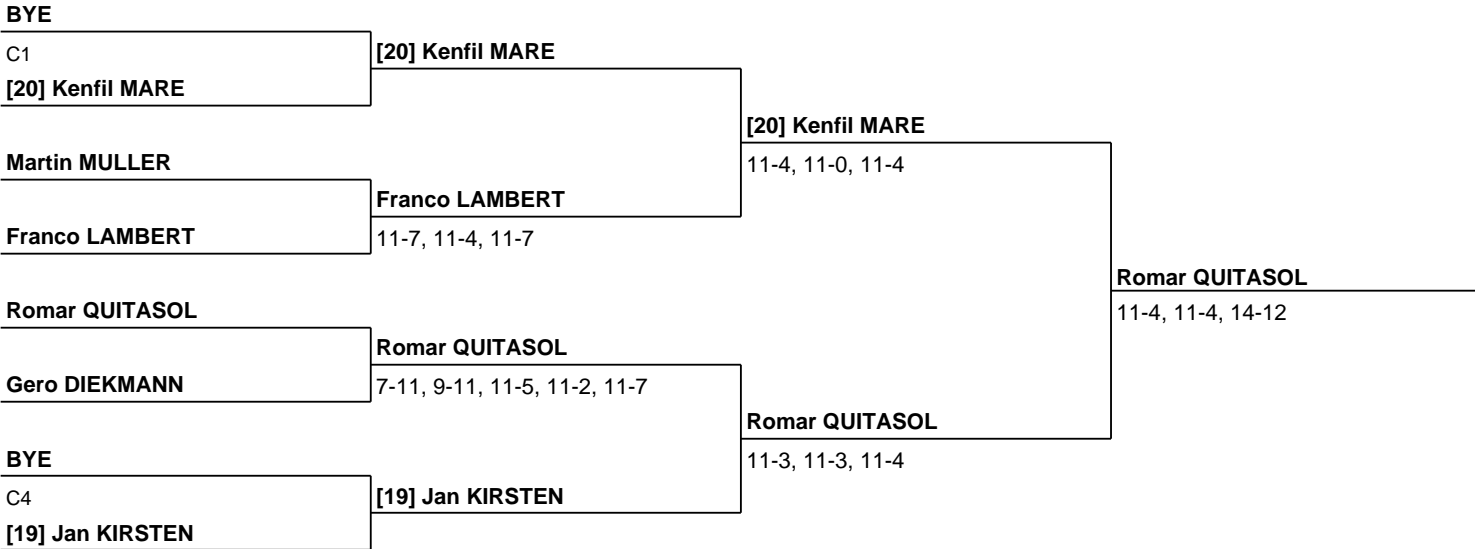 BYE
C1
[20] Kenfil MARE
[20] Kenfil MARE
[20] Kenfil MARE
Martin MULLER
11-4, 11-0, 11-4
Franco LAMBERT
Franco LAMBERT
11-7, 11-4, 11-7
Romar QUITASOL
Romar QUITASOL
11-4, 11-4, 14-12
Romar QUITASOL
Gero DIEKMANN
7-11, 9-11, 11-5, 11-2, 11-7
Romar QUITASOL
BYE
11-3, 11-3, 11-4
C4
[19] Jan KIRSTEN
[19] Jan KIRSTEN